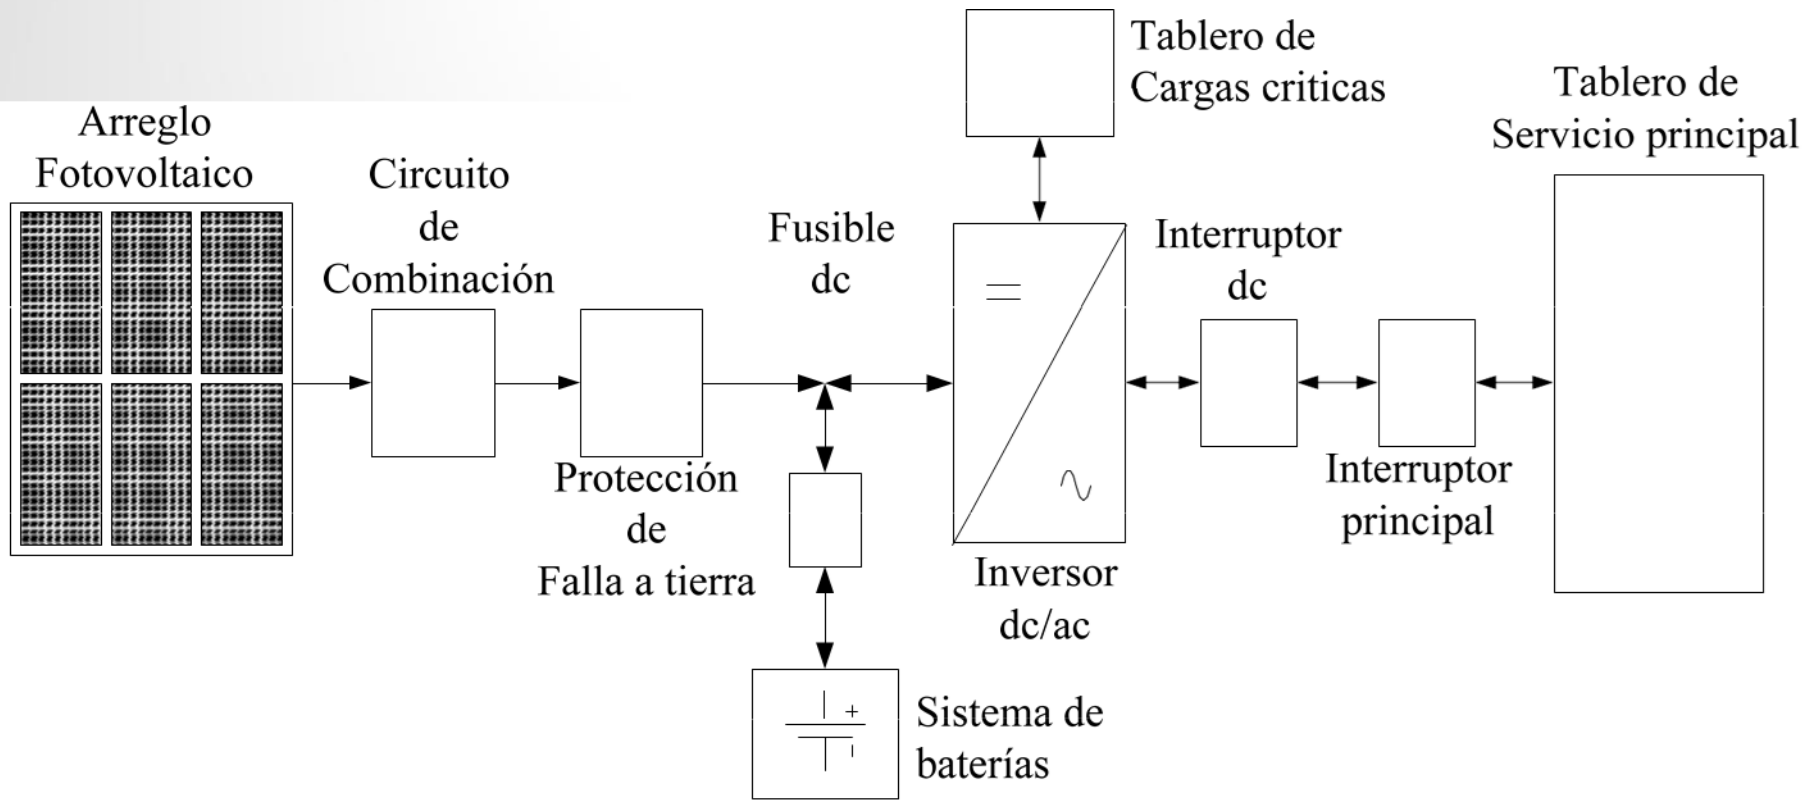 Tablero de
Cargas criticas
Tablero de
Servicio principal
Arreglo
Fotovoltaico
Circuito
de
Combinación
Fusible
dc
Interruptor
dc
Protección
de
Falla a tierra
Interruptor
principal
Inversor
dc/ac
+
Sistema de
baterías